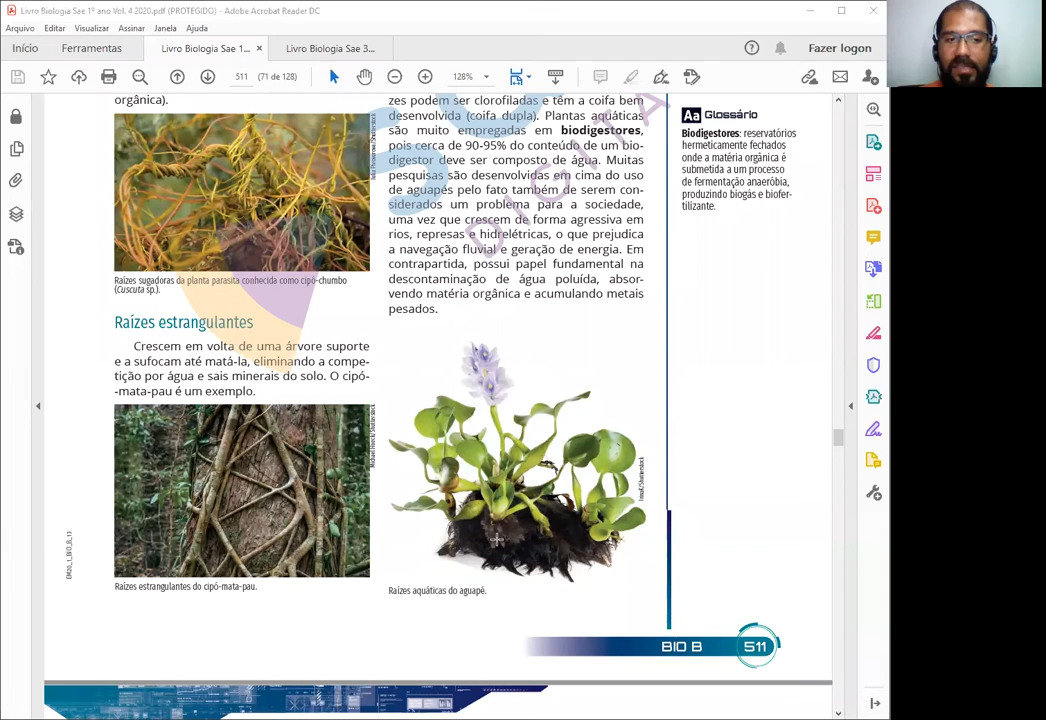 Livro Biologia Sae 1º ano Vol. 4 2020.pdf (PROTEGIDO) - Adobe Acrobat Reader DC
Arquivo Editar Visualizar Assinar Janela Ajuda
Início Ferramentas Livro Biologia Sae 1... × Livro Biologia Sae 3... Fazer logon
511 (71 de 128) 128%
orgânica).
Raízes sugadoras da planta parasita conhecida como cipó-chumbo
(Cuscuta sp.).
Raízes estrangulantes
Crescem em volta de uma árvore suporte
e a sufocam até matá-la, eliminando a compe-
tição por água e sais minerais do solo. O cipó-
-mata-pau é um exemplo.
Michael Hoeck/Shutterstock
Raízes estrangulantes do cipó-mata-pau.
EM20_1_BIO_B_13
zes podem ser clorofiladas e têm a coifa bem
desenvolvida (coifa dupla). Plantas aquáticas
são muito empregadas em biodigestores,
pois cerca de 90-95% do conteúdo de um bio-
digestor deve ser composto de água. Muitas
pesquisas são desenvolvidas em cima do uso
de aguapés pelo fato também de serem con-
siderados um problema para a sociedade,
uma vez que crescem de forma agressiva em
rios, represas e hidrelétricas, o que prejudica
a navegação fluvial e geração de energia. Em
contrapartida, possui papel fundamental na
descontaminação de água poluída, absor-
vendo matéria orgânica e acumulando metais
pesados.
Raízes aquáticas do aguapé.
Aa Glossário
Biodigestores: reservatórios
hermeticamente fechados
onde a matéria orgânica é
submetida a um processo
de fermentação anaeróbia,
produzindo biogás e biofer-
tilizante.
DIGITA
BIO B 511